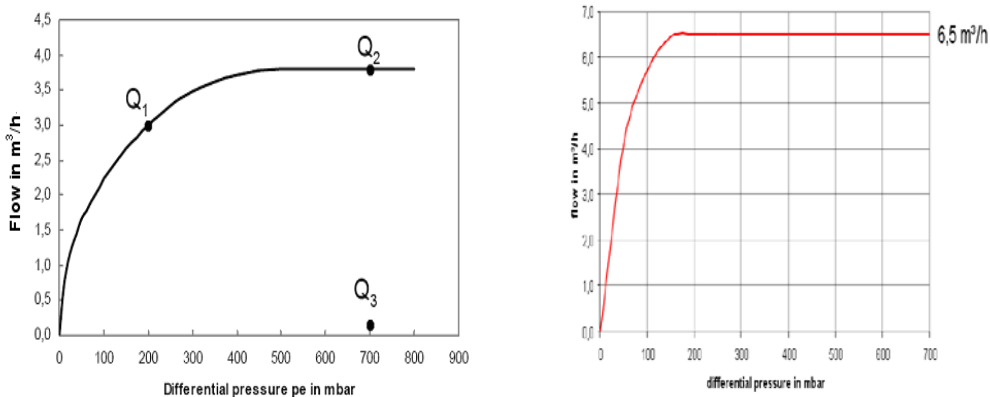 4,5
4,0
3,5
3,0
2,5
2,0
1,5
1,0
0,5
0,0
Flow in m³/h
Q1
Q2
Q3
0 100 200 300 400 500 600 700 800 900
Differential pressure pe in mbar
7,0
6,0
5,0
4,0
3,0
2,0
1,0
0,0
flow in m³/h
6,5 m³/h
0 100 200 300 400 500 600 700
differential pressure in mbar